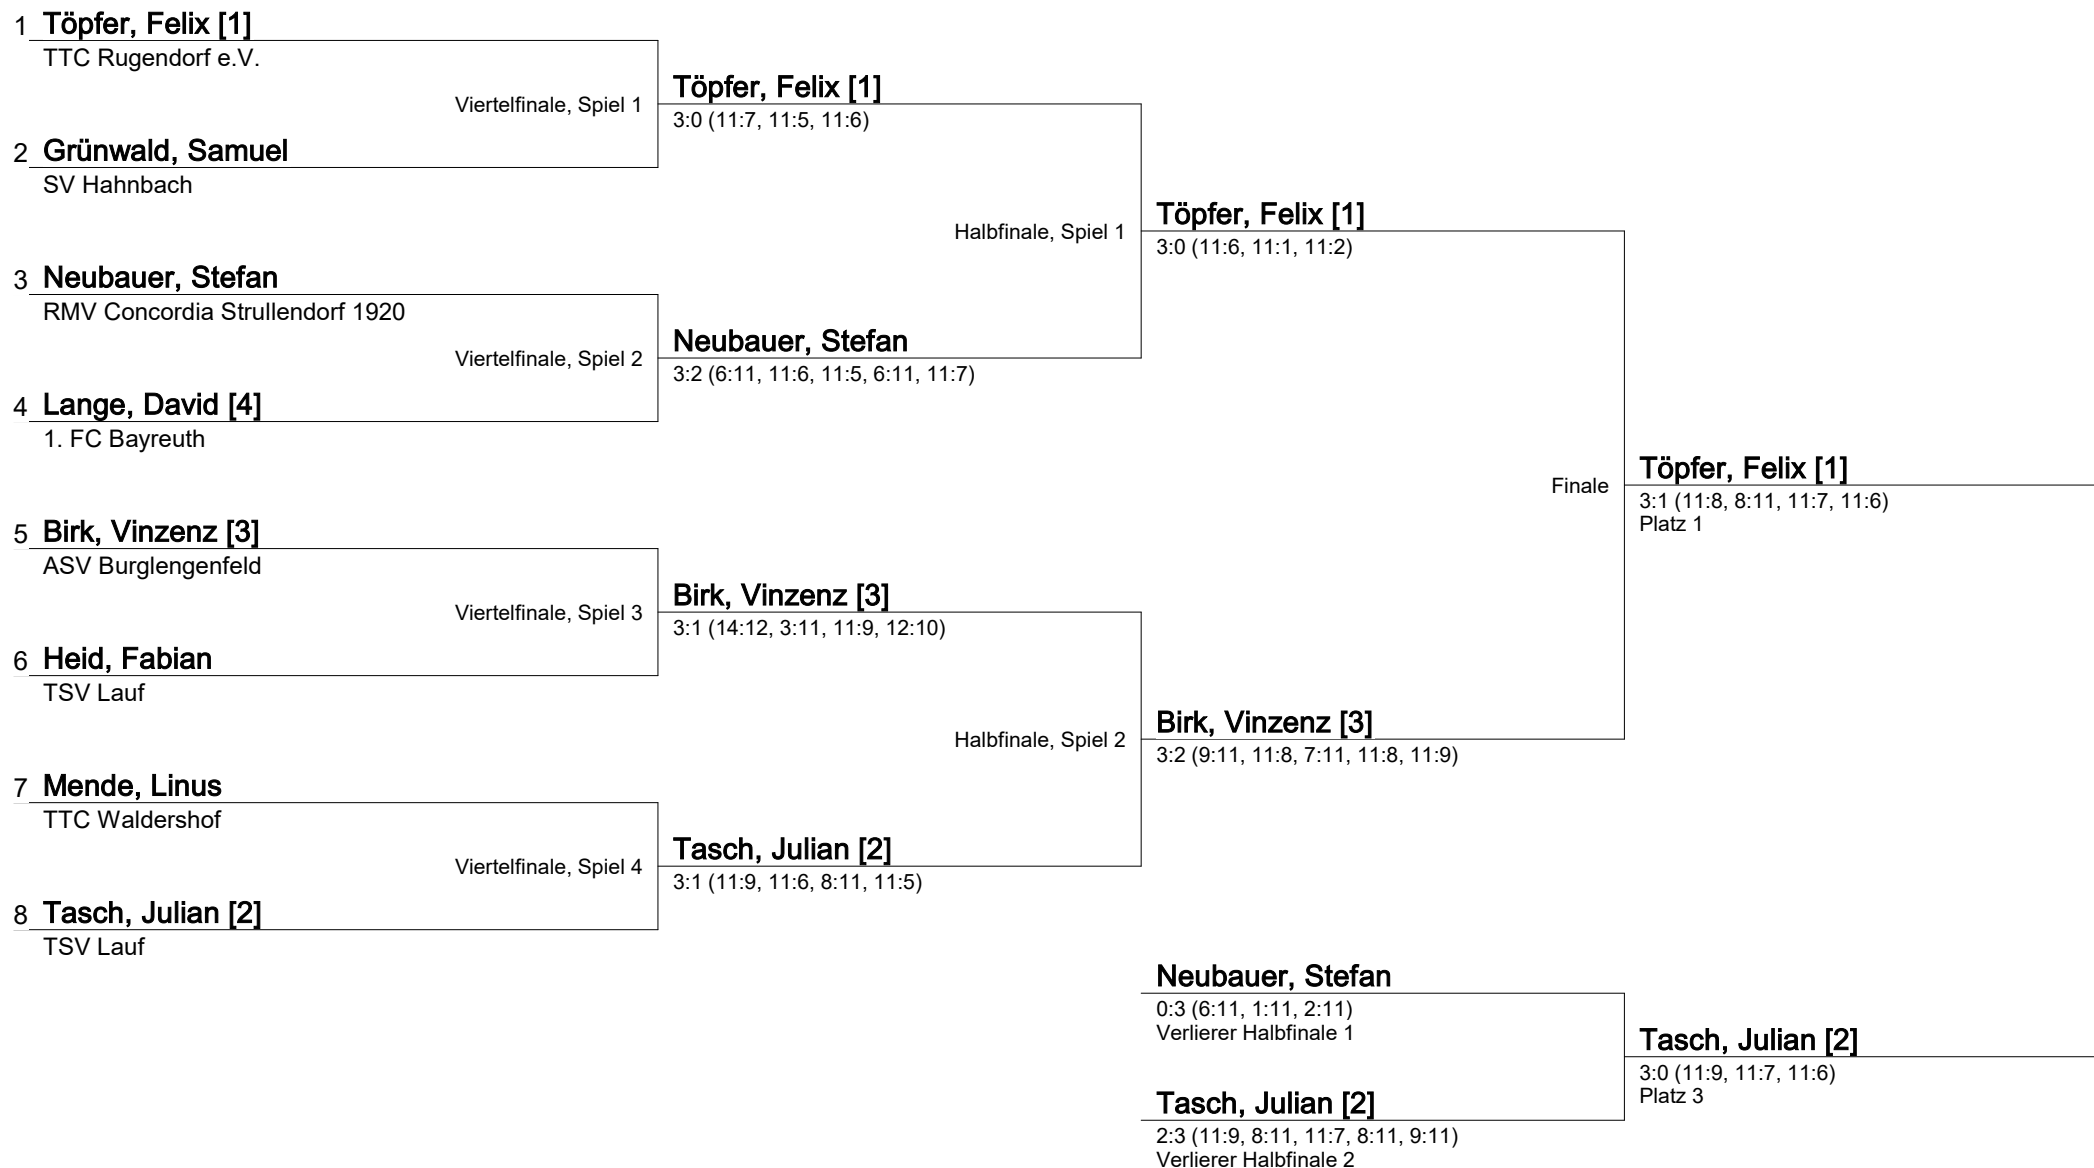 1 Töpfer, Felix [1]
TTC Rugendorf e.V.
Viertelfinale, Spiel 1
Töpfer, Felix [1]
3:0 (11:7, 11:5, 11:6)
2 Grünwald, Samuel
SV Hahnbach
Halbfinale, Spiel 1
Töpfer, Felix [1]
3:0 (11:6, 11:1, 11:2)
3 Neubauer, Stefan
RMV Concordia Strullendorf 1920
Viertelfinale, Spiel 2
Neubauer, Stefan
3:2 (6:11, 11:6, 11:5, 6:11, 11:7)
4 Lange, David [4]
1. FC Bayreuth
Finale
Töpfer, Felix [1]
3:1 (11:8, 8:11, 11:7, 11:6)
Platz 1
5 Birk, Vinzenz [3]
ASV Burglengenfeld
Viertelfinale, Spiel 3
Birk, Vinzenz [3]
3:1 (14:12, 3:11, 11:9, 12:10)
6 Heid, Fabian
TSV Lauf
Halbfinale, Spiel 2
Birk, Vinzenz [3]
3:2 (9:11, 11:8, 7:11, 11:8, 11:9)
7 Mende, Linus
TTC Waldershof
Viertelfinale, Spiel 4
Tasch, Julian [2]
3:1 (11:9, 11:6, 8:11, 11:5)
8 Tasch, Julian [2]
TSV Lauf
Neubauer, Stefan
0:3 (6:11, 1:11, 2:11)
Verlierer Halbfinale 1
Tasch, Julian [2]
3:0 (11:9, 11:7, 11:6)
Platz 3
Tasch, Julian [2]
2:3 (11:9, 8:11, 11:7, 8:11, 9:11)
Verlierer Halbfinale 2